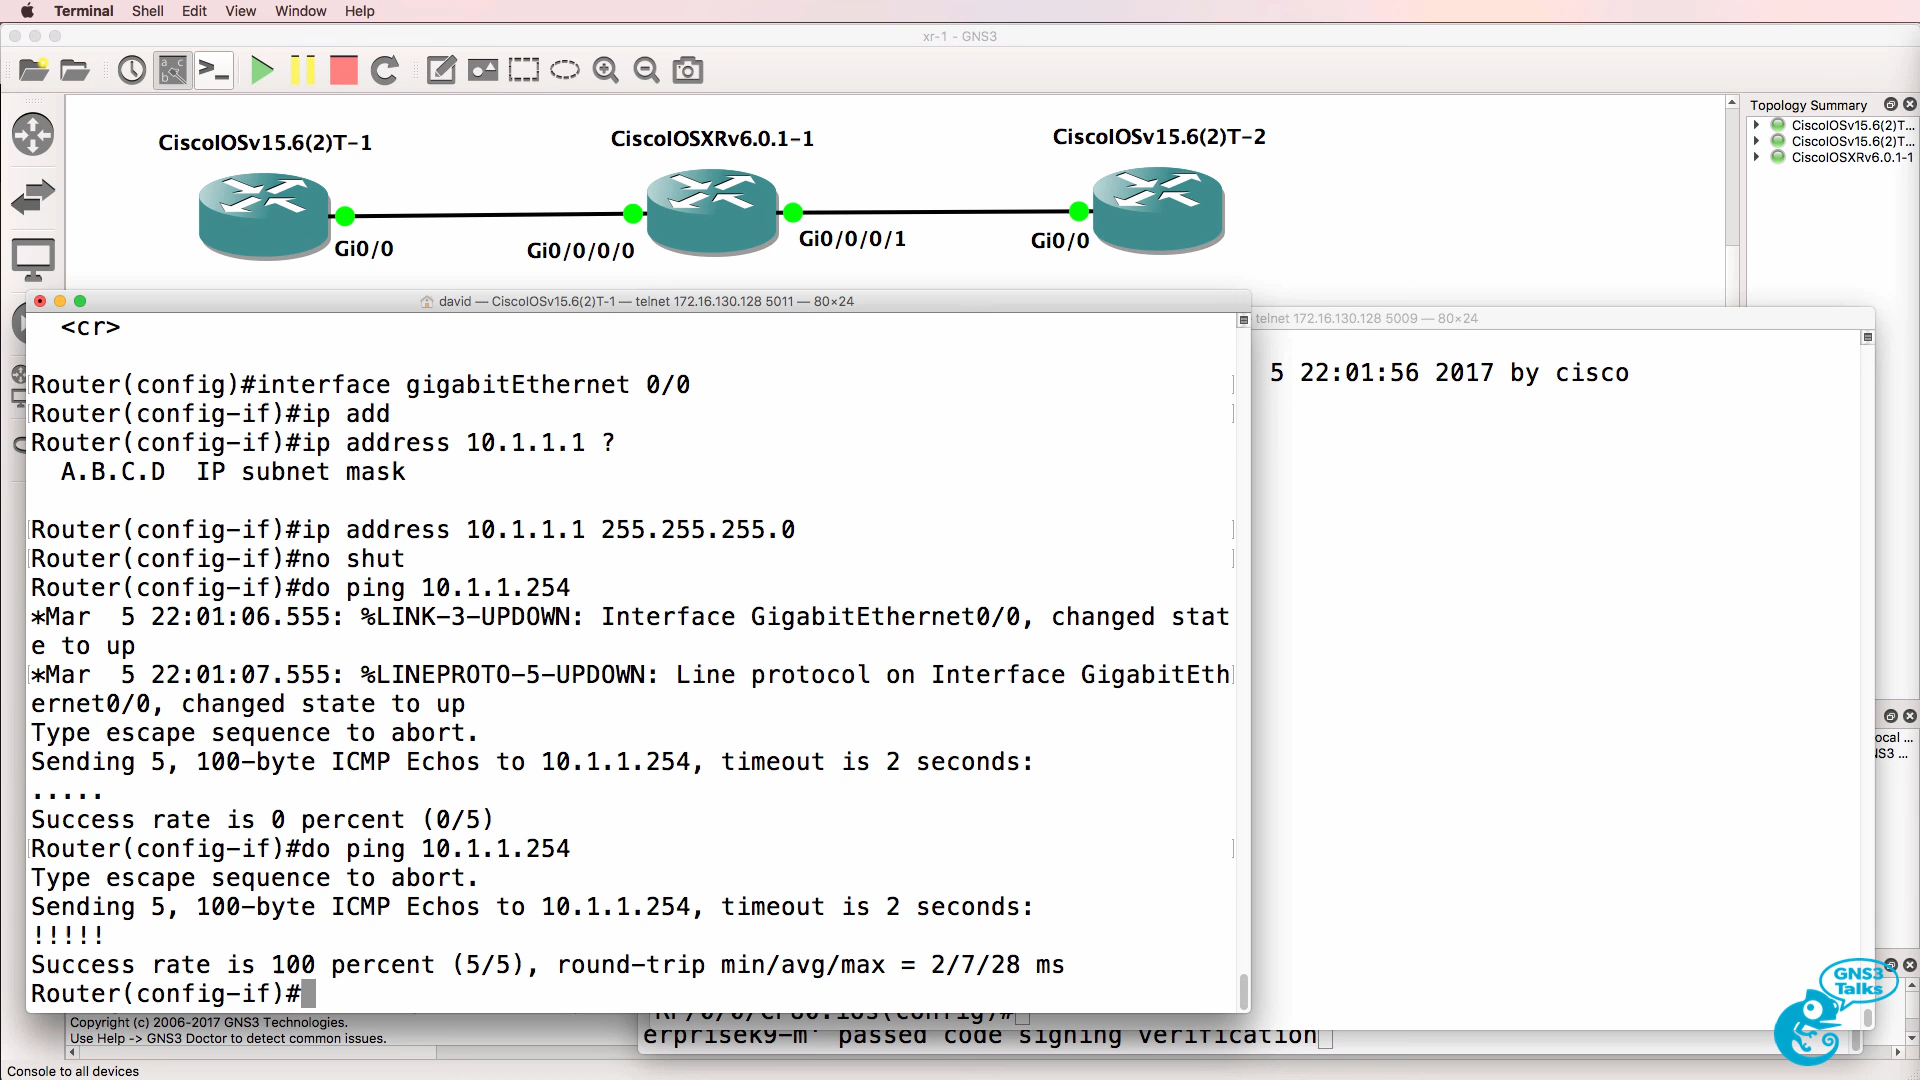 Terminal Shell Edit View Window Help
xr-1 - GNS3
Topology Summary
CiscoIOSv15.6(2)T...
CiscoIOSv15.6(2)T...
CiscoIOSXRv6.0.1-1
CiscoIOSv15.6(2)T-1
CiscoIOSXRv6.0.1-1
CiscoIOSv15.6(2)T-2
Gi0/0
Gi0/0/0/0
Gi0/0/0/1
Gi0/0
david — CiscoIOSv15.6(2)T-1 — telnet 172.16.130.128 5011 — 80×24
<cr>
Router(config)#interface gigabitEthernet 0/0
Router(config-if)#ip add
Router(config-if)#ip address 10.1.1.1 ?
A.B.C.D IP subnet mask
Router(config-if)#ip address 10.1.1.1 255.255.255.0
Router(config-if)#no shut
Router(config-if)#do ping 10.1.1.254
*Mar 5 22:01:06.555: %LINK-3-UPDOWN: Interface GigabitEthernet0/0, changed stat
e to up
*Mar 5 22:01:07.555: %LINEPROTO-5-UPDOWN: Line protocol on Interface GigabitEth
ernet0/0, changed state to up
Type escape sequence to abort.
Sending 5, 100-byte ICMP Echos to 10.1.1.254, timeout is 2 seconds:
.....
Success rate is 0 percent (0/5)
Router(config-if)#do ping 10.1.1.254
Type escape sequence to abort.
Sending 5, 100-byte ICMP Echos to 10.1.1.254, timeout is 2 seconds:
!!!!!
Success rate is 100 percent (5/5), round-trip min/avg/max = 2/7/28 ms
Router(config-if)#
telnet 172.16.130.128 5009 — 80×24
5 22:01:56 2017 by cisco
ocal ...
NS3 ...
GNS3
Talks
erprisek9-m' passed code signing verification
Copyright (c) 2006-2017 GNS3 Technologies.
Use Help -> GNS3 Doctor to detect common issues.
Console to all devices